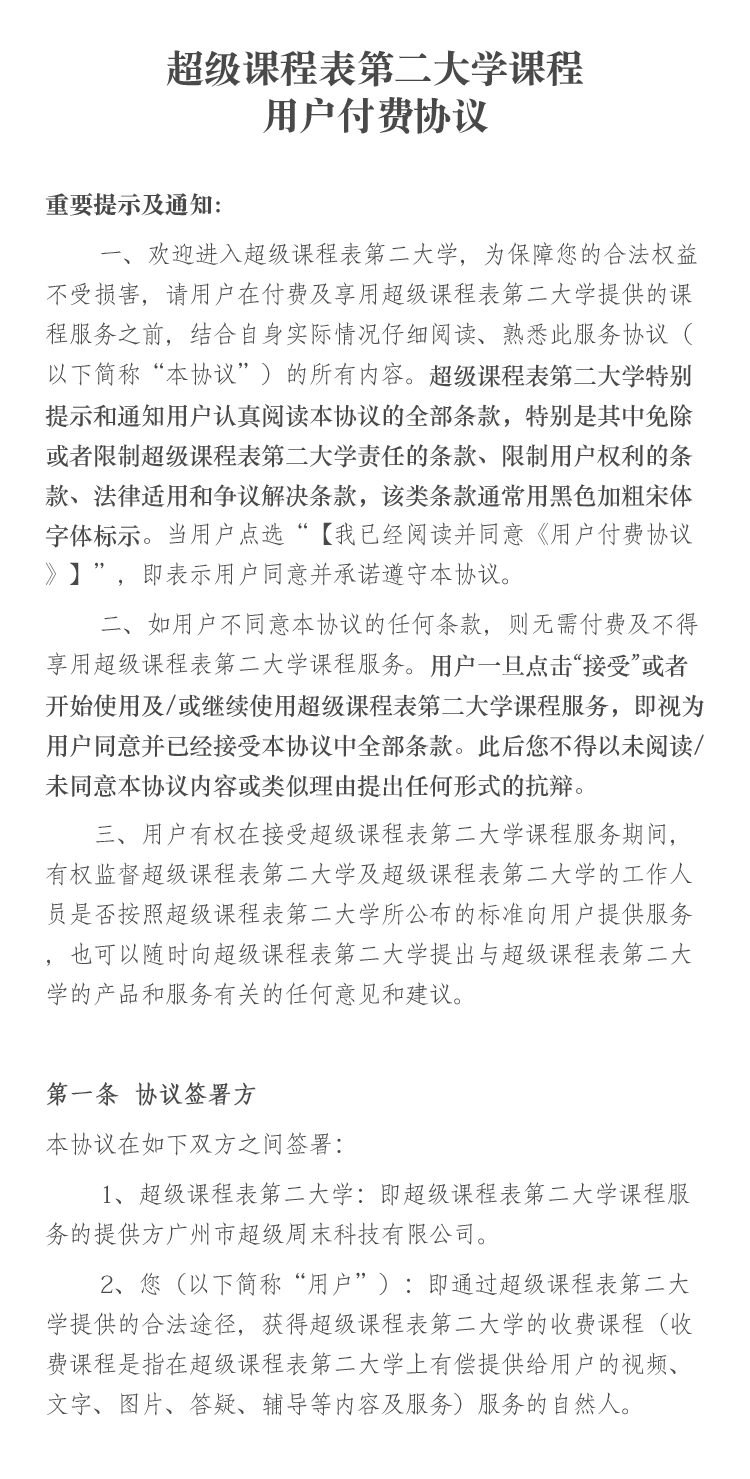 超级课程表第二大学课程
用户付费协议
重要提示及通知：
一、欢迎进入超级课程表第二大学，为保障您的合法权益
不受损害，请用户在付费及享用超级课程表第二大学提供的课
程服务之前，结合自身实际情况仔细阅读、熟悉此服务协议（
以下简称“本协议”）的所有内容。超级课程表第二大学特别
提示和通知用户认真阅读本协议的全部条款，特别是其中免除
或者限制超级课程表第二大学责任的条款、限制用户权利的条
款、法律适用和争议解决条款，该类条款通常用黑色加粗宋体
字体标示。当用户点选“【我已经阅读并同意《用户付费协议
》】”，即表示用户同意并承诺遵守本协议。
二、如用户不同意本协议的任何条款，则无需付费及不得
享用超级课程表第二大学课程服务。用户一旦点击“接受”或者
开始使用及/或继续使用超级课程表第二大学课程服务，即视为
用户同意并已经接受本协议中全部条款。此后您不得以未阅读/
未同意本协议内容或类似理由提出任何形式的抗辩。
三、用户有权在接受超级课程表第二大学课程服务期间，
有权监督超级课程表第二大学及超级课程表第二大学的工作人
员是否按照超级课程表第二大学所公布的标准向用户提供服务
，也可以随时向超级课程表第二大学提出与超级课程表第二大
学的产品和服务有关的任何意见和建议。
第一条 协议签署方
本协议在如下双方之间签署：
1、超级课程表第二大学：即超级课程表第二大学课程服
务的提供方广州市超级周末科技有限公司。
2、您（以下简称“用户”）：即通过超级课程表第二大
学提供的合法途径，获得超级课程表第二大学的收费课程（收
费课程是指在超级课程表第二大学上有偿提供给用户的视频、
文字、图片、答疑、辅导等内容及服务）服务的自然人。